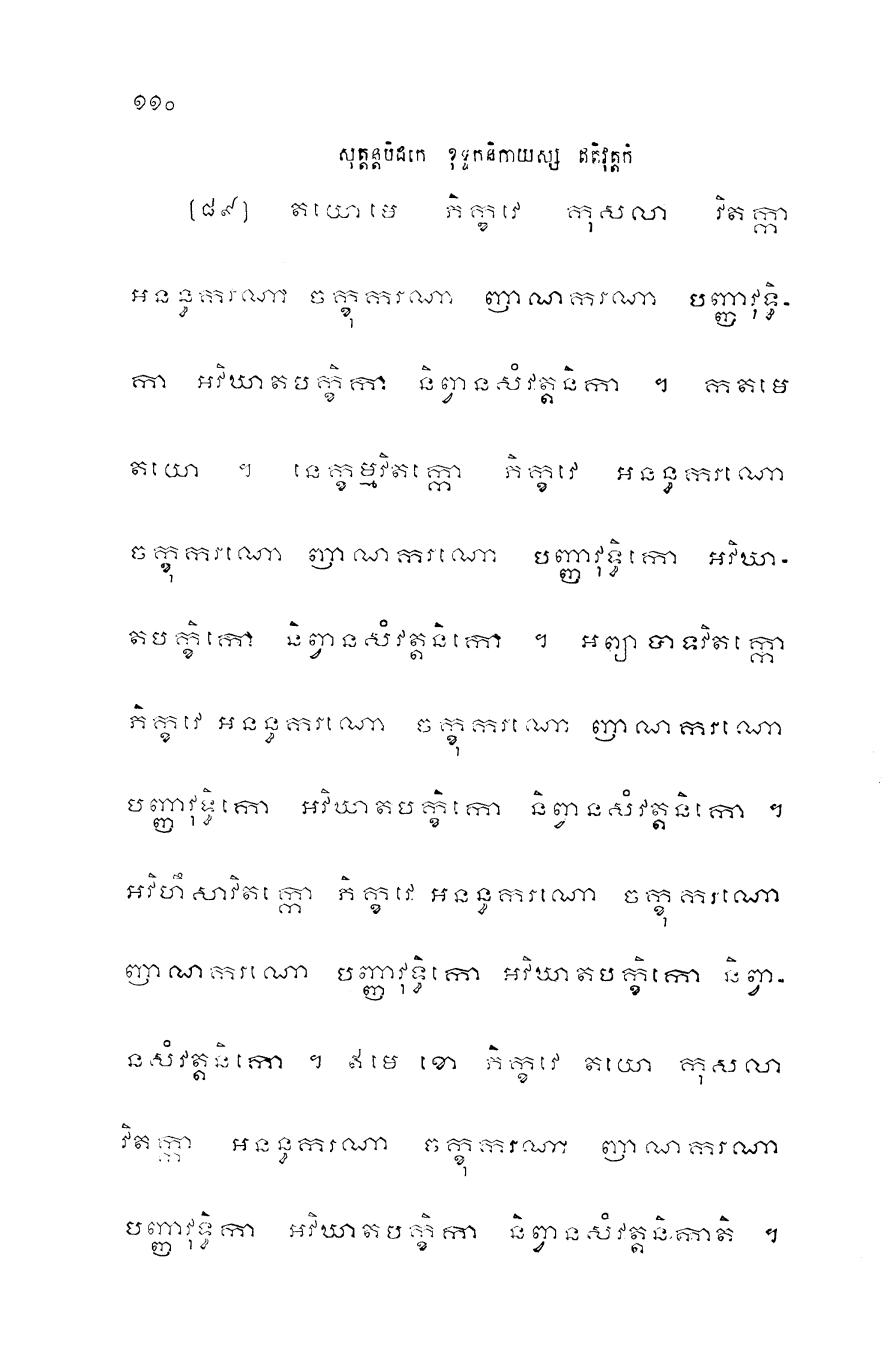 ១១០
សុត្តន្តបិដកេ ខុទ្ទកនិកាយស្ស ឥតិវុត្តកំ
[៨៩] តយោមេ ភិក្ខវេ កុសលា វិតក្កា
អនន្ធករណា ចក្ខុករណា ញាណករណា បញ្ញាវុទ្ធិ-
កា អវិឃាតបក្ខិកា និព្វានសំវត្តនិកា ។ កតមេ
តយោ ។ នេក្ខម្មវិតក្កោ ភិក្ខវេ អនន្ធករណោ
ចក្ខុករណោ ញាណករណោ បញ្ញាវុទ្ធិកោ អវិឃា-
តបក្ខិកោ និព្វានសំវត្តនិកោ ។ អព្យាបាទវិតក្កោ
ភិក្ខវេ អនន្ធករណោ ចក្ខុករណោ ញាណករណោ
បញ្ញាវុទ្ធិកោ អវិឃាតបក្ខិកោ និព្វានសំវត្តនិកោ ។
អវិហឹសាវិតក្កោ ភិក្ខវេ អនន្ធករណោ ចក្ខុករណោ
ញាណករណោ បញ្ញាវុទ្ធិកោ អវិឃាតបក្ខិកោ និព្វា-
នសំវត្តនិកោ ។ ឥមេ ខោ ភិក្ខវេ តយោ កុសលា
វិតក្កា អនន្ធករណា ចក្ខុករណា ញាណករណា
បញ្ញាវុទ្ធិកា អវិឃាតបក្ខិកា និព្វានសំវត្តនិកាតិ ។